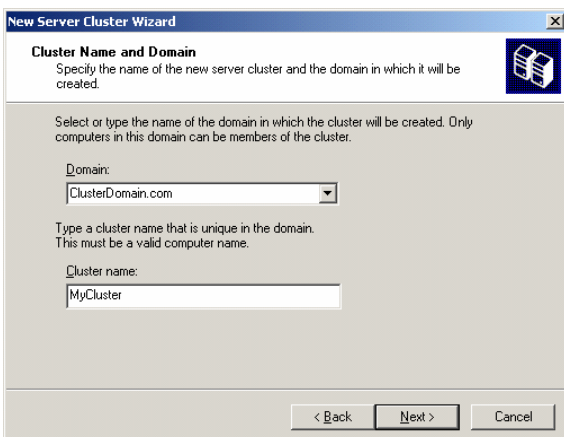 New Server Cluster Wizard
Cluster Name and Domain
Specify the name of the new server cluster and the domain in which it will be
created.
Select or type the name of the domain in which the cluster will be created. Only
computers in this domain can be members of the cluster.
Domain:
ClusterDomain.com
Type a cluster name that is unique in the domain.
This must be a valid computer name.
Cluster name:
MyCluster
< Back Next > Cancel